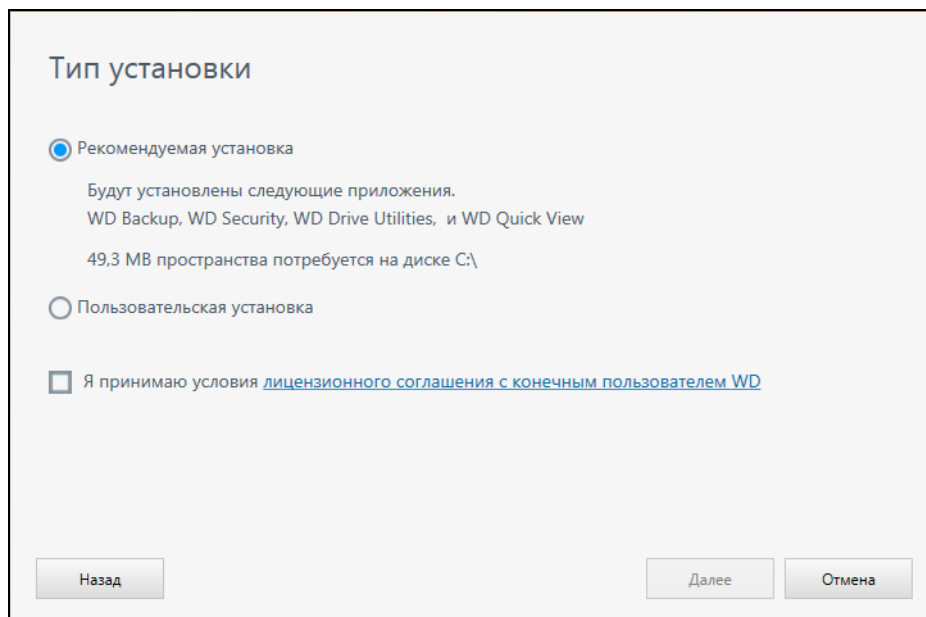 Тип установки
Рекомендуемая установка
Будут установлены следующие приложения.
WD Backup, WD Security, WD Drive Utilities,  и WD Quick View
49,3 MB пространства потребуется на диске C:\
Пользовательская установка
Я принимаю условия лицензионного соглашения с конечным пользователем WD
Назад
Далее
Отмена